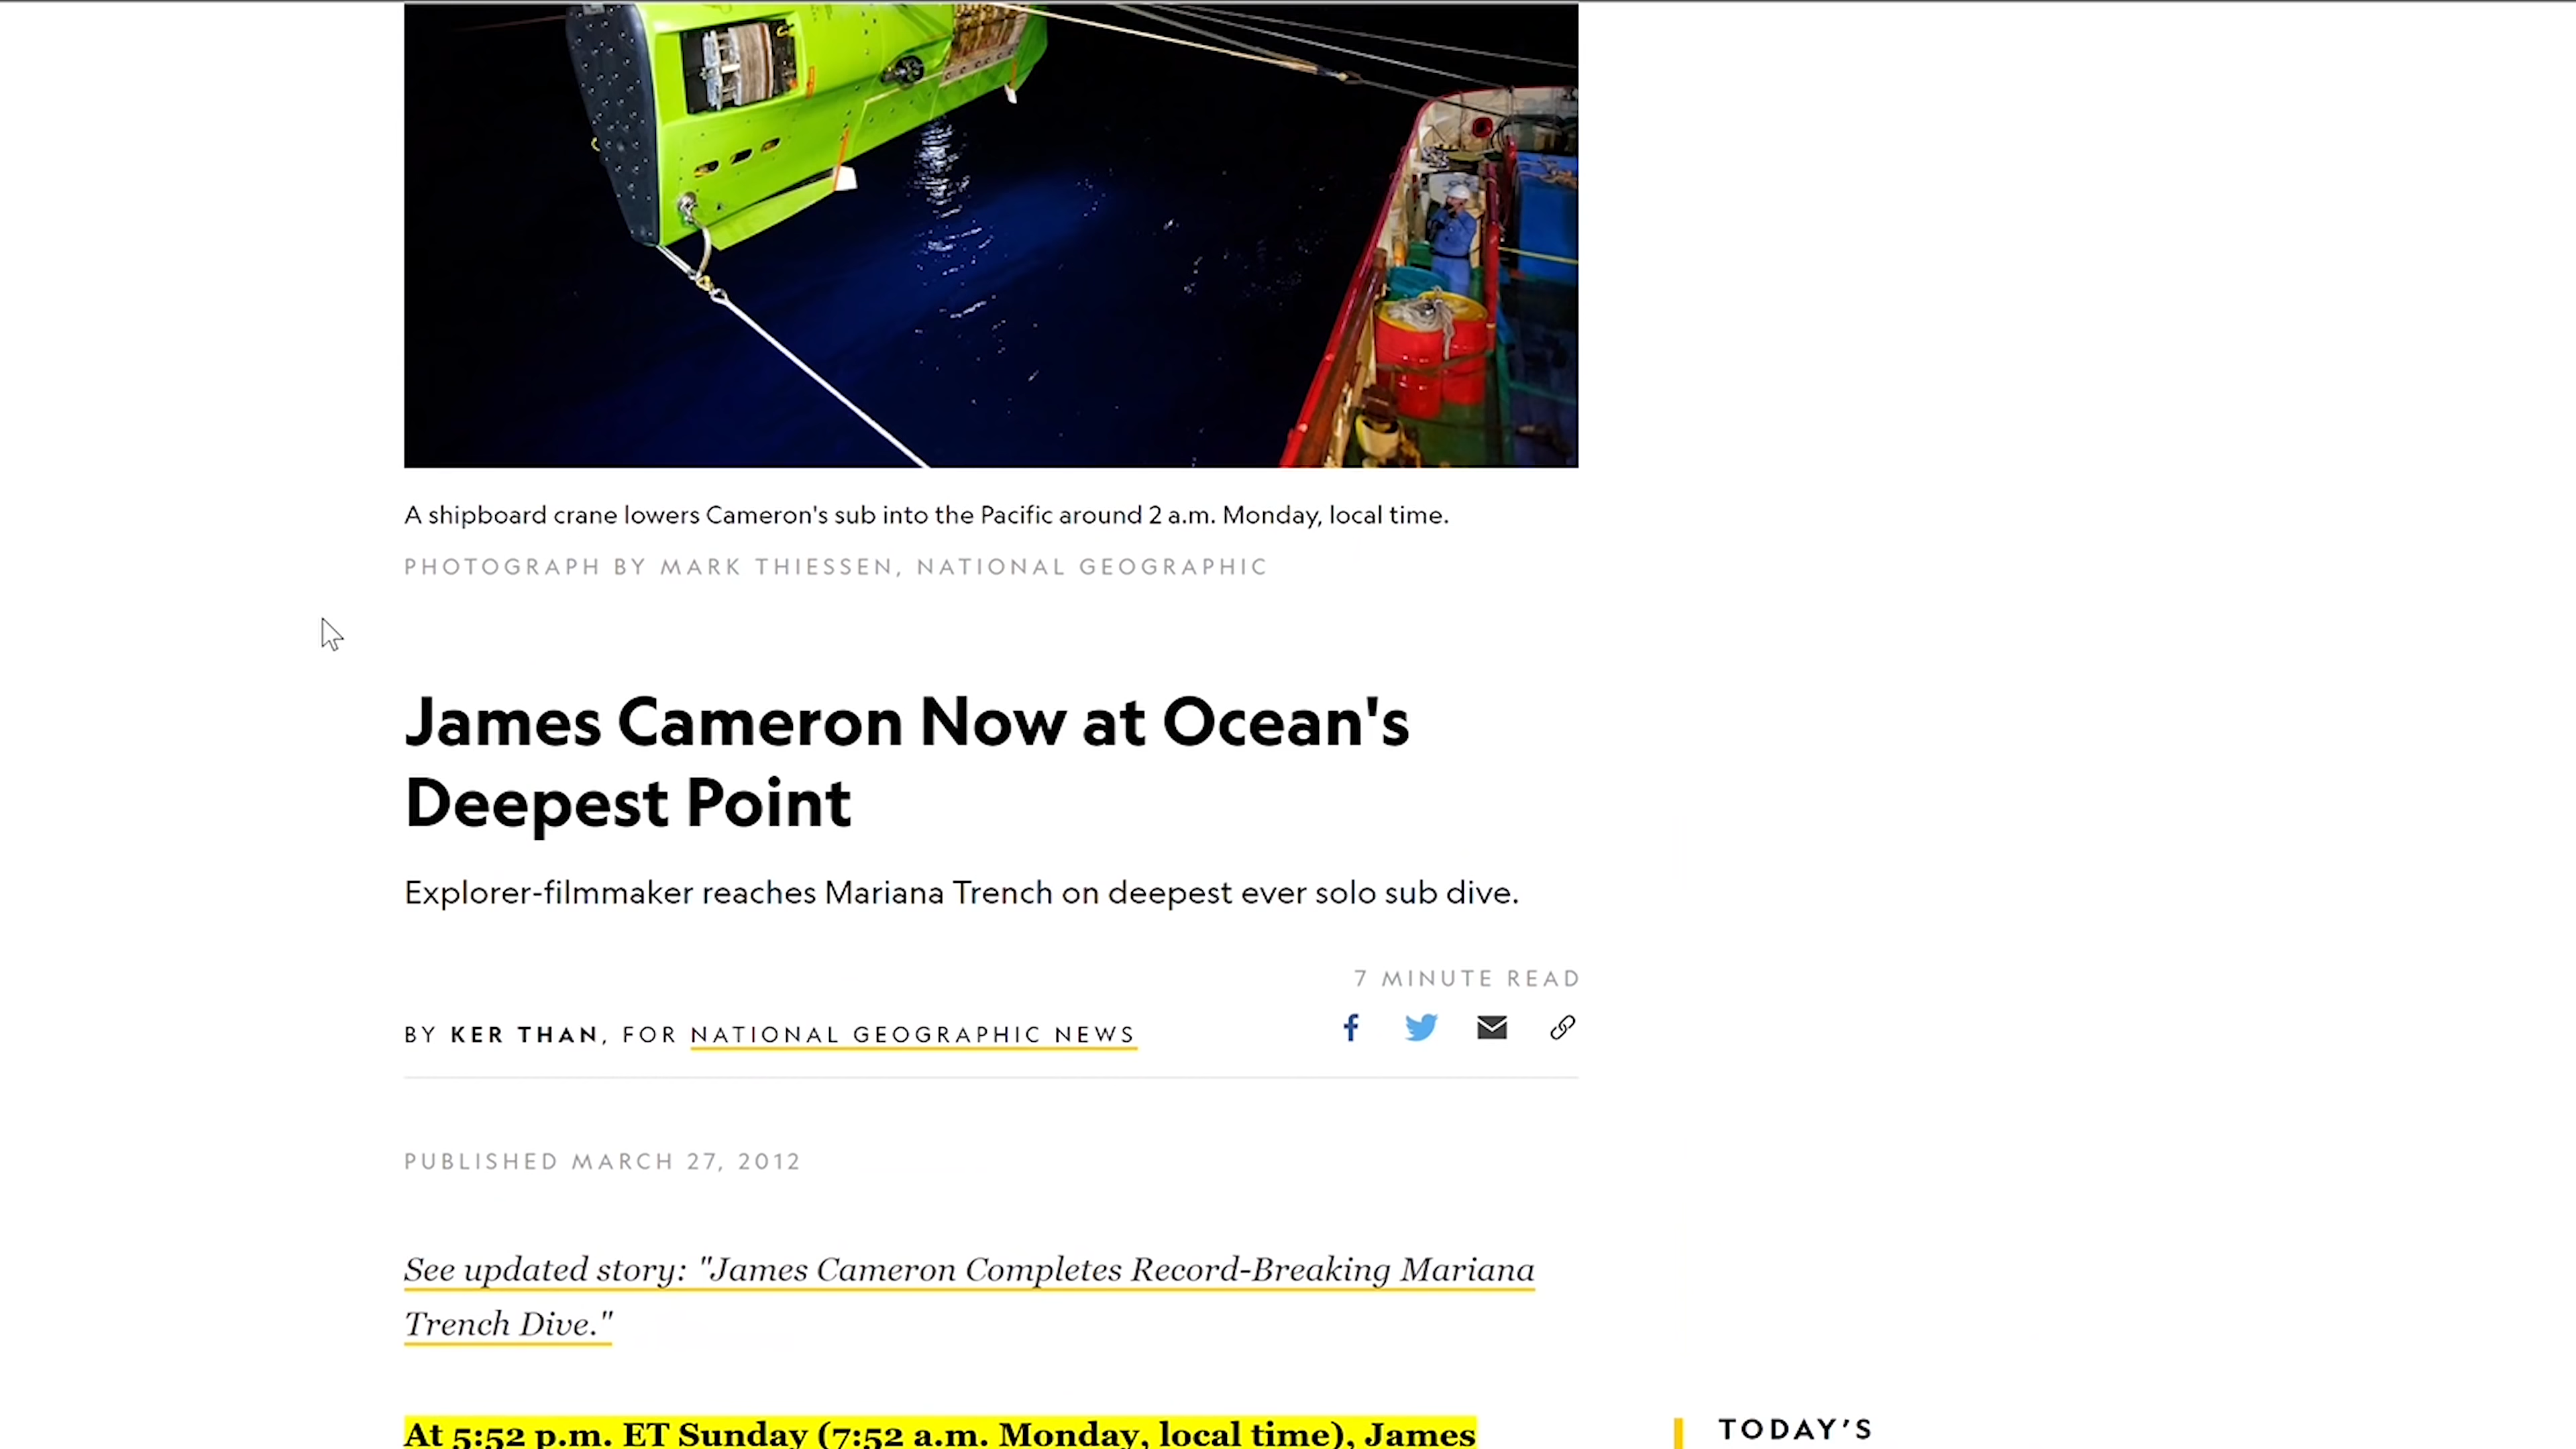 A shipboard crane lowers Cameron's sub into the Pacific around 2 a.m. Monday, local time.
PHOTOGRAPH BY MARK THIESSEN, NATIONAL GEOGRAPHIC
James Cameron Now at Ocean's
Deepest Point
Explorer-filmmaker reaches Mariana Trench on deepest ever solo sub dive.
7 MINUTE READ
BY KER THAN, FOR NATIONAL GEOGRAPHIC NEWS
PUBLISHED MARCH 27, 2012
See updated story: "James Cameron Completes Record-Breaking Mariana
Trench Dive."
At 5:52 p.m. ET Sunday (7:52 a.m. Monday, local time), James
TODAY'S